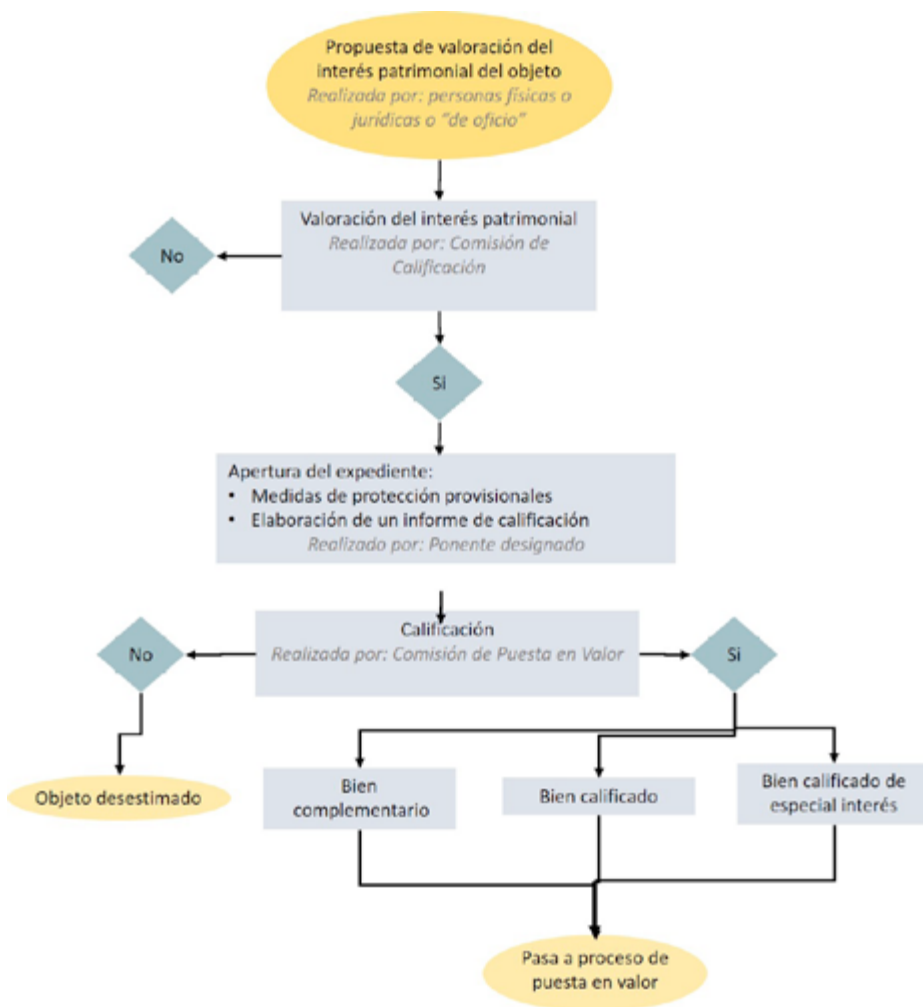 Propuesta de valoración del
interés patrimonial del objeto
Realizada por: personas físicas o
jurídicas o "de oficio"
Valoración del interés patrimonial
Realizada por: Comisión de
Calificación
No
Si
Apertura del expediente:
• Medidas de protección provisionales
• Elaboración de un informe de calificación
Realizado por: Ponente designado
Calificación
Realizada por: Comisión de Puesta en Valor
No
Si
Objeto desestimado
Bien
complementario
Bien calificado
Bien calificado de
especial interés
Pasa a proceso de
puesta en valor